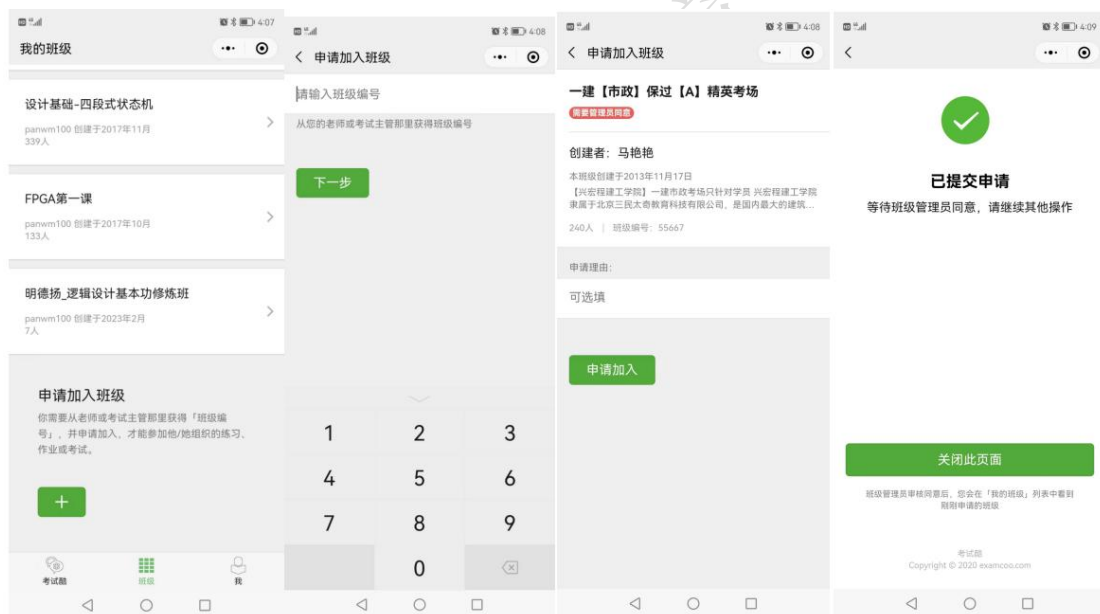 4:07
我的班级
设计基础-四段式状态机
panwm100 创建于2017年11月
339人
FPGA第一课
panwm100 创建于2017年10月
133人
明德扬_逻辑设计基本功修炼班
panwm100 创建于2023年2月
7人
申请加入班级
你需要从老师或考试主管那里获得「班级编
号」，并申请加入，才能参加他/她组织的练习、
作业或考试。
+
考试酷
班级
我
4:08
申请加入班级
请输入班级编号
从您的老师或考试主管那里获得班级编号
下一步
1 2 3
4 5 6
7 8 9
0
4:08
申请加入班级
一建【市政】保过【A】精英考场
需要管理员同意
创建者：马艳艳
本班级创建于2013年11月17日
【兴宏程建工学院】一建市政考场只针对学员 兴宏程建工学院
隶属于北京三民太奇教育科技有限公司，是国内最大的建筑...
240人 | 班级编号：55667
申请理由：
可选填
申请加入
4:09
已提交申请
等待班级管理员同意，请继续其他操作
关闭此页面
班级管理员审核同意后，您会在「我的班级」列表中看到
刚刚申请的班级
考试酷
Copyright © 2020 examcoo.com